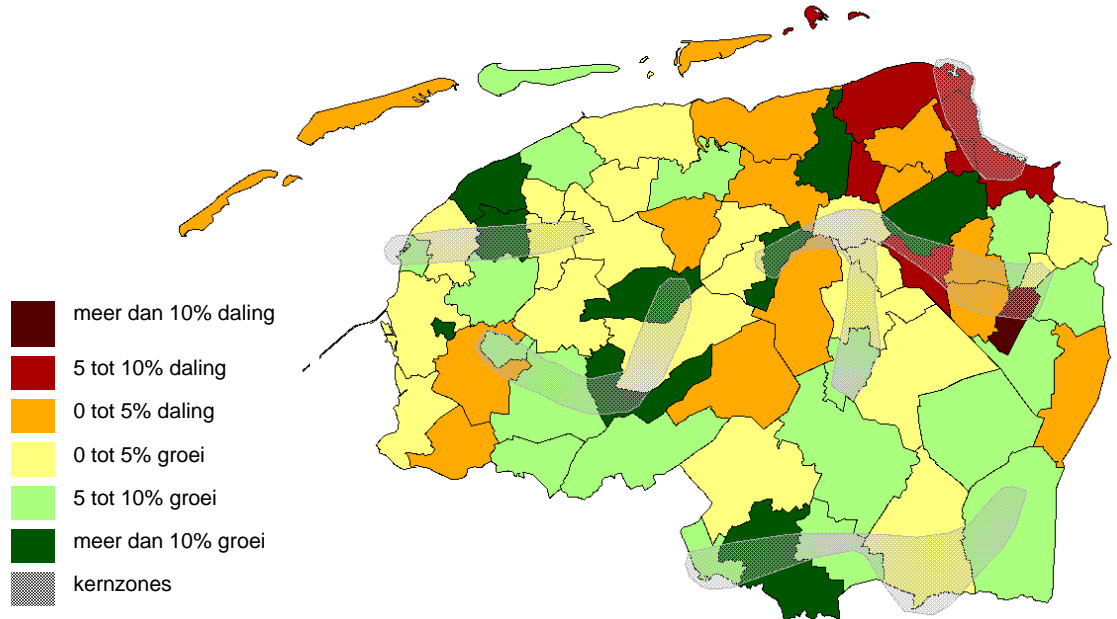 meer dan 10% daling
5 tot 10% daling
0 tot 5% daling
0 tot 5% groei
5 tot 10% groei
meer dan 10% groei
kernzones